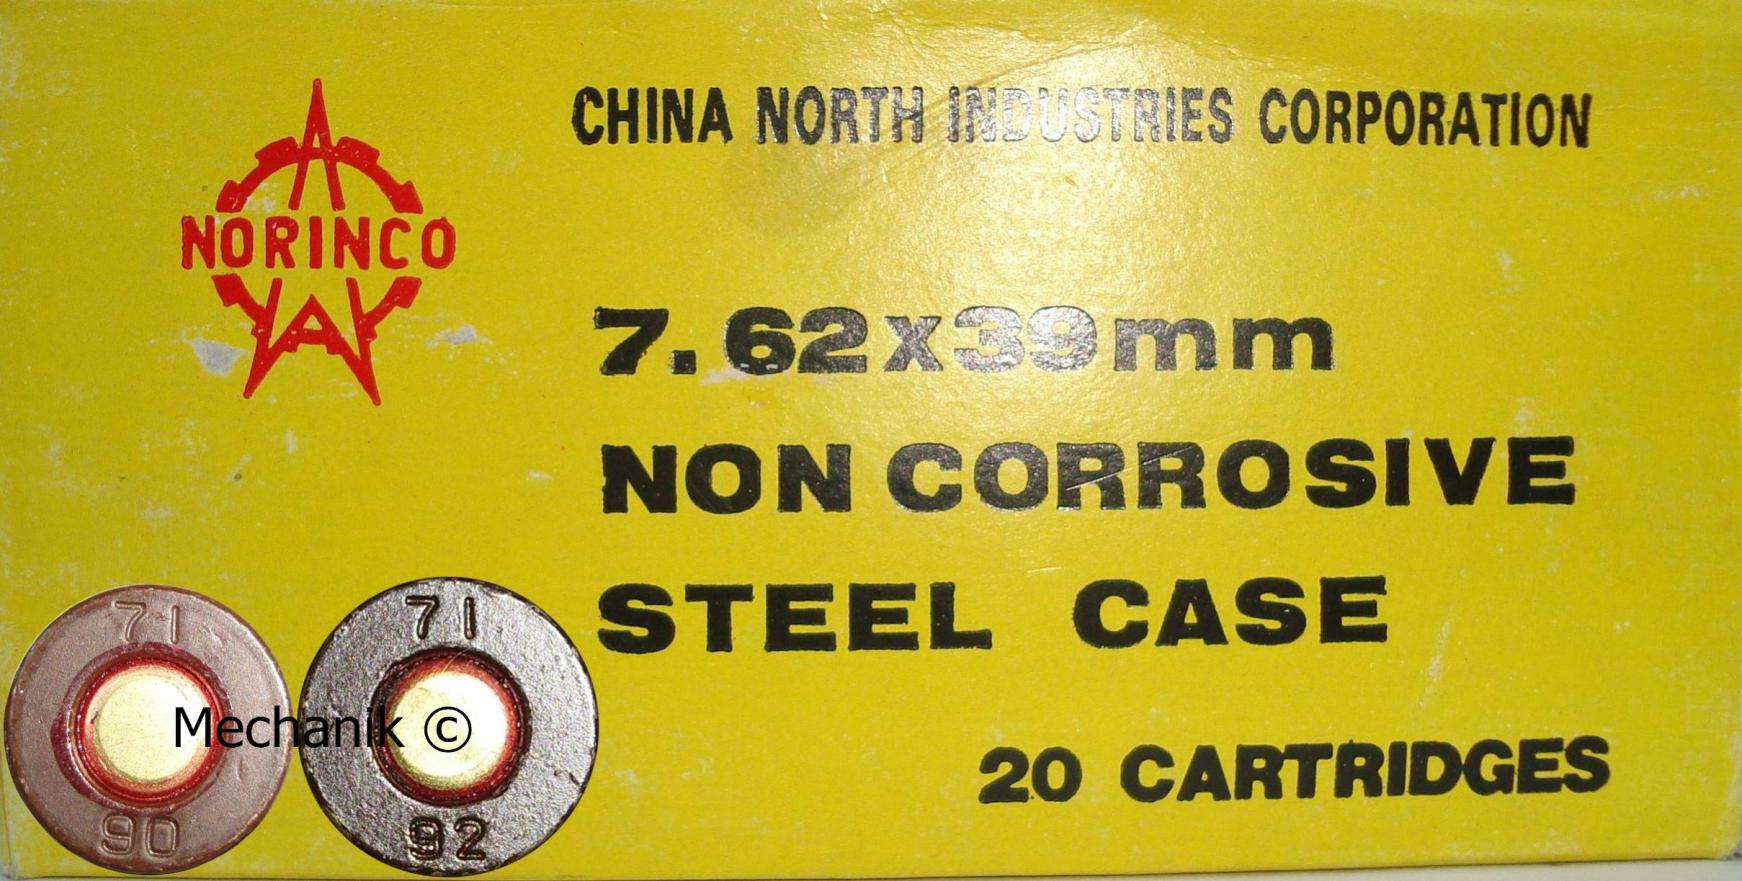 CHINA NORTH INDUSTRIES CORPORATION
NORINCO
7.62x39mm
NON CORROSIVE
STEEL CASE
20 CARTRIDGES
71
90
71
92
Mechanik ©